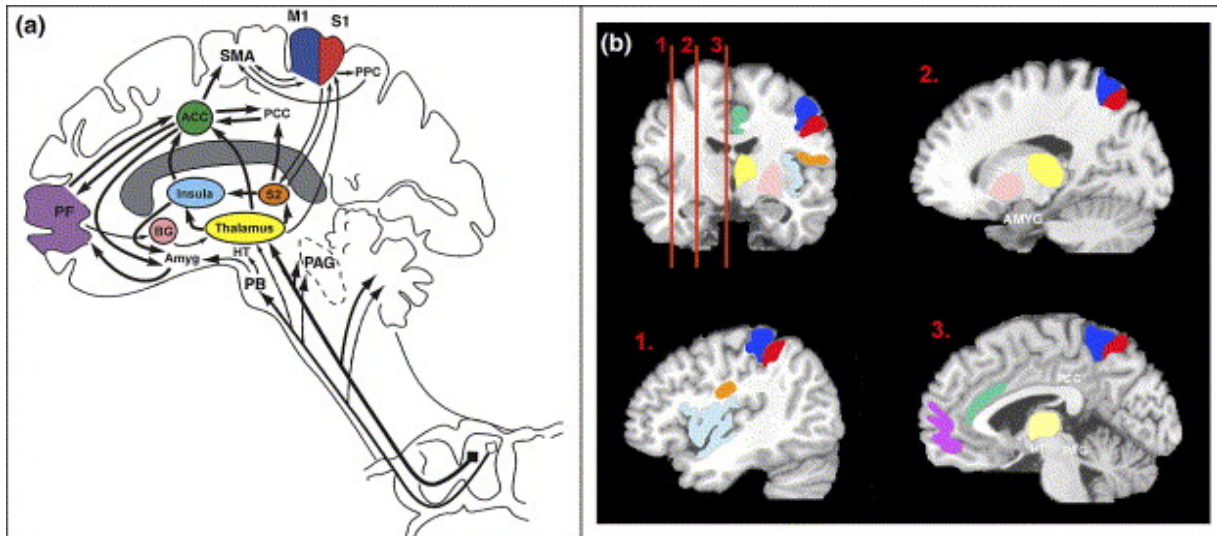 (a)
M1
S1
SMA
PPC
ACC
PCC
Insula
S2
PF
BG
Thalamus
Amyg
HT
PAG
PB
(b)
1 2 3
2.
AMYG
1.
3.
PCC
PAG